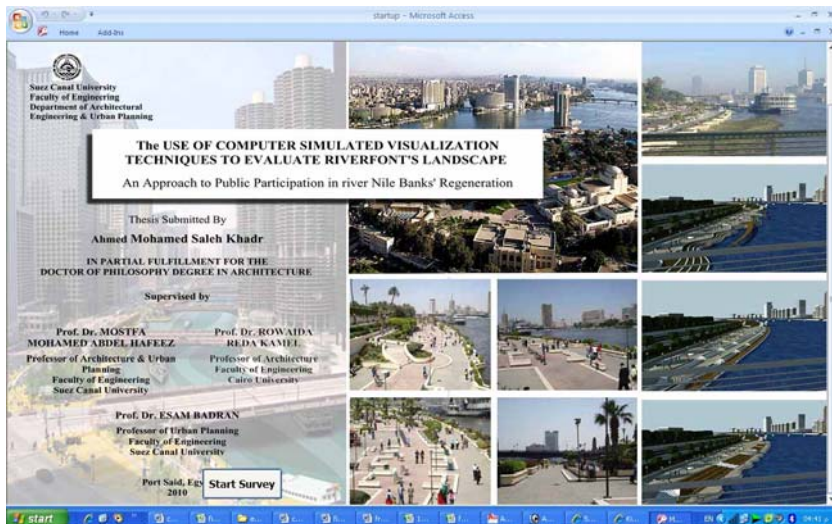 startup - Microsoft Access
Home Add-Ins
Suez Canal University
Faculty of Engineering
Department of Architectural
Engineering & Urban Planning
The USE OF COMPUTER SIMULATED VISUALIZATION
TECHNIQUES TO EVALUATE RIVERFONT'S LANDSCAPE
An Approach to Public Participation in river Nile Banks' Regeneration
Thesis Submitted By
Ahmed Mohamed Saleh Khadr
IN PARTIAL FULFILLMENT FOR THE
DOCTOR OF PHILOSOPHY DEGREE IN ARCHITECTURE
Supervised by
Prof. Dr. MOSTFA
MOHAMED ABDEL HAFEEZ
Professor of Architecture & Urban
Planning
Faculty of Engineering
Suez Canal University
Prof. Dr. ROWAIDA
REDA KAMEL
Professor of Architecture
Faculty of Engineering
Cairo University
Prof. Dr. ESAM BADRAN
Professor of Urban Planning
Faculty of Engineering
Suez Canal University
Port Said, Egy
2010
Start Survey
start
EN